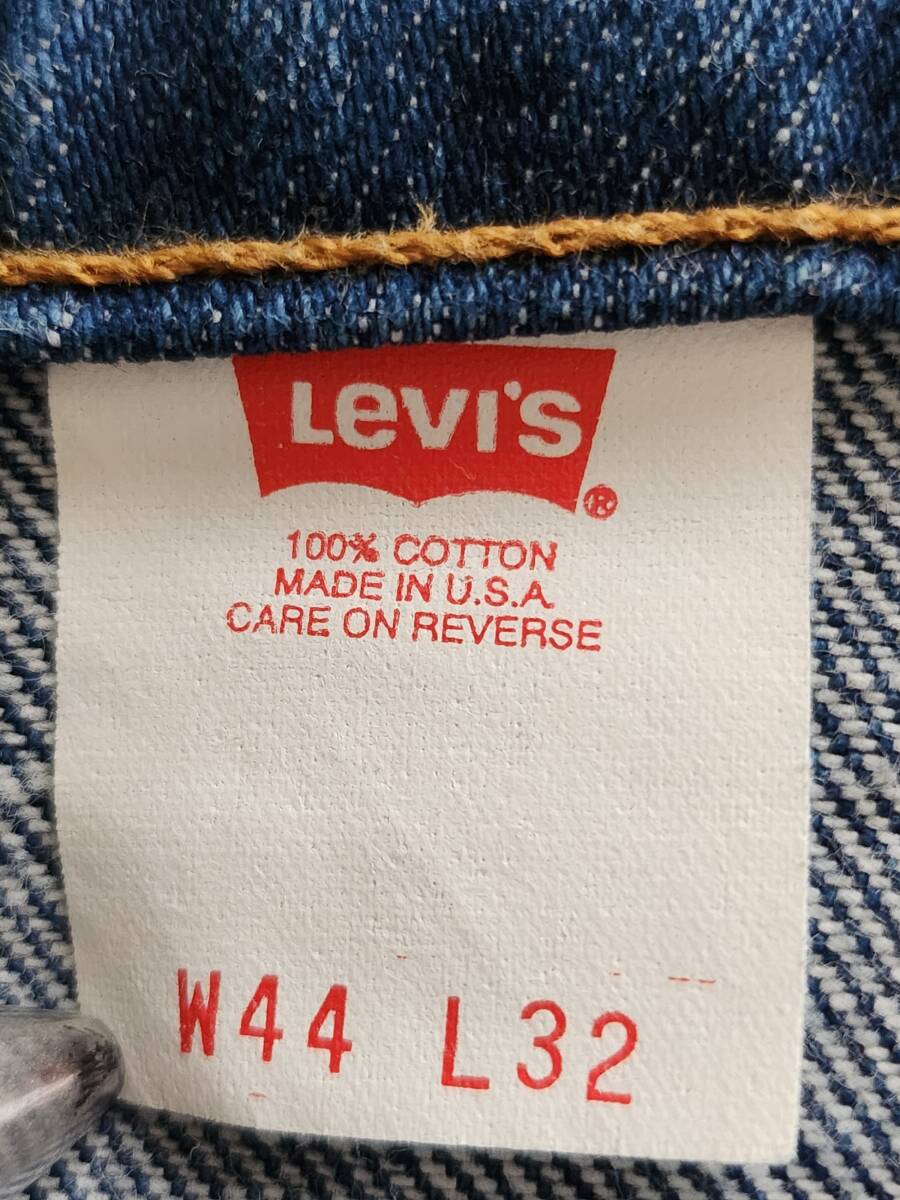 Levi's
®
100% COTTON
MADE IN U.S.A.
CARE ON REVERSE
W44 L32